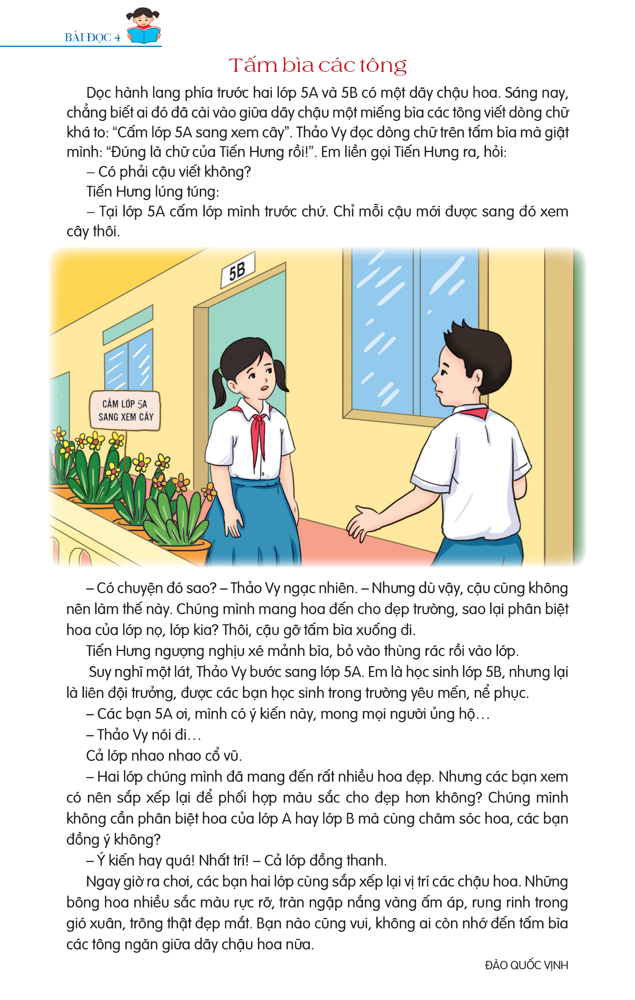 BÀI ĐỌC 4
Tấm bìa các tông
Dọc hành lang phía trước hai lớp 5A và 5B có một dãy chậu hoa. Sáng nay,
chẳng biết ai đó đã cài vào giữa dãy chậu một miếng bìa các tông viết dòng chữ
khá to: “Cấm lớp 5A sang xem cây”. Thảo Vy đọc dòng chữ trên tấm bìa mà giật
mình: “Đúng là chữ của Tiến Hưng rồi!”. Em liền gọi Tiến Hưng ra, hỏi:
– Có phải cậu viết không?
Tiến Hưng lúng túng:
– Tại lớp 5A cấm lớp mình trước chứ. Chỉ mỗi cậu mới được sang đó xem
cây thôi.
5B
CẤM LỚP 5A
SANG XEM CÂY
– Có chuyện đó sao? – Thảo Vy ngạc nhiên. – Nhưng dù vậy, cậu cũng không
nên làm thế này. Chúng mình mang hoa đến cho đẹp trường, sao lại phân biệt
hoa của lớp nọ, lớp kia? Thôi, cậu gỡ tấm bìa xuống đi.
Tiến Hưng ngượng nghịu xé mảnh bìa, bỏ vào thùng rác rồi vào lớp.
Suy nghĩ một lát, Thảo Vy bước sang lớp 5A. Em là học sinh lớp 5B, nhưng lại
là liên đội trưởng, được các bạn học sinh trong trường yêu mến, nể phục.
– Các bạn 5A ơi, mình có ý kiến này, mong mọi người ủng hộ…
– Thảo Vy nói đi…
Cả lớp nhao nhao cổ vũ.
– Hai lớp chúng mình đã mang đến rất nhiều hoa đẹp. Nhưng các bạn xem
có nên sắp xếp lại để phối hợp màu sắc cho đẹp hơn không? Chúng mình
không cần phân biệt hoa của lớp A hay lớp B mà cùng chăm sóc hoa, các bạn
đồng ý không?
– Ý kiến hay quá! Nhất trí! – Cả lớp đồng thanh.
Ngay giờ ra chơi, các bạn hai lớp cùng sắp xếp lại vị trí các chậu hoa. Những
bông hoa nhiều sắc màu rực rỡ, tràn ngập nắng vàng ấm áp, rung rinh trong
gió xuân, trông thật đẹp mắt. Bạn nào cũng vui, không ai còn nhớ đến tấm bìa
các tông ngăn giữa dãy chậu hoa nữa.
ĐÀO QUỐC VỊNH